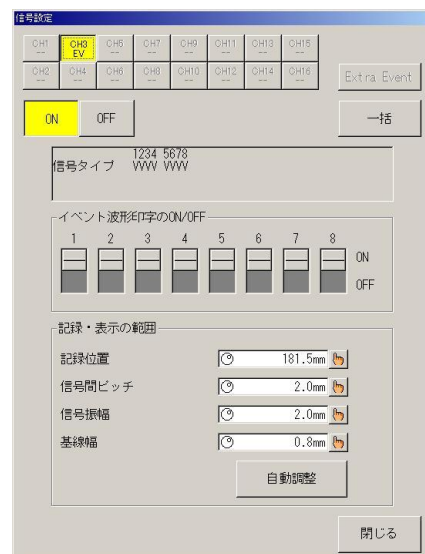 信号設定
CH1 CH3 CH5 CH7 CH9 CH11 CH13 CH15
-- EV -- -- -- -- -- --
CH2 CH4 CH6 CH8 CH10 CH12 CH14 CH16
-- -- -- -- -- -- -- --
Extra Event
ON OFF 一括
1234 5678
信号タイプ VVVV VVVV
イベント波形印字のON/OFF
1 2 3 4 5 6 7 8
ON
OFF
記録・表示の範囲
記録位置 181.5mm
信号間ピッチ 2.0mm
信号振幅 2.0mm
基線幅 0.8mm
自動調整
閉じる